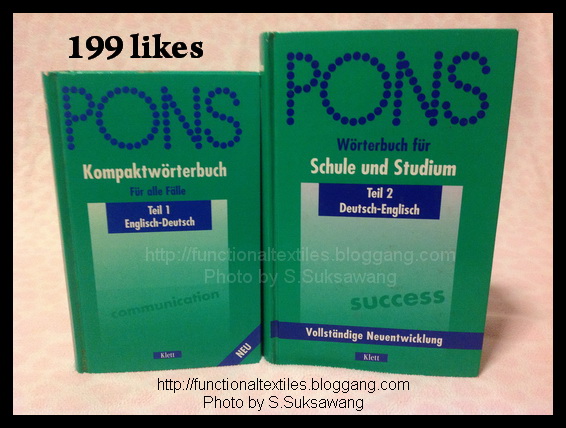 199 likes
PONS
Kompaktwörterbuch
Für alle Fälle
Teil 1
Englisch-Deutsch
communication
NEU
Klett
PONS
Wörterbuch für
Schule und Studium
Teil 2
Deutsch-Englisch
success
Vollständige Neuentwicklung
Klett
http://functionaltextiles.bloggang.com
Photo by S.Suksawang
http://functionaltextiles.bloggang.com
Photo by S.Suksawang